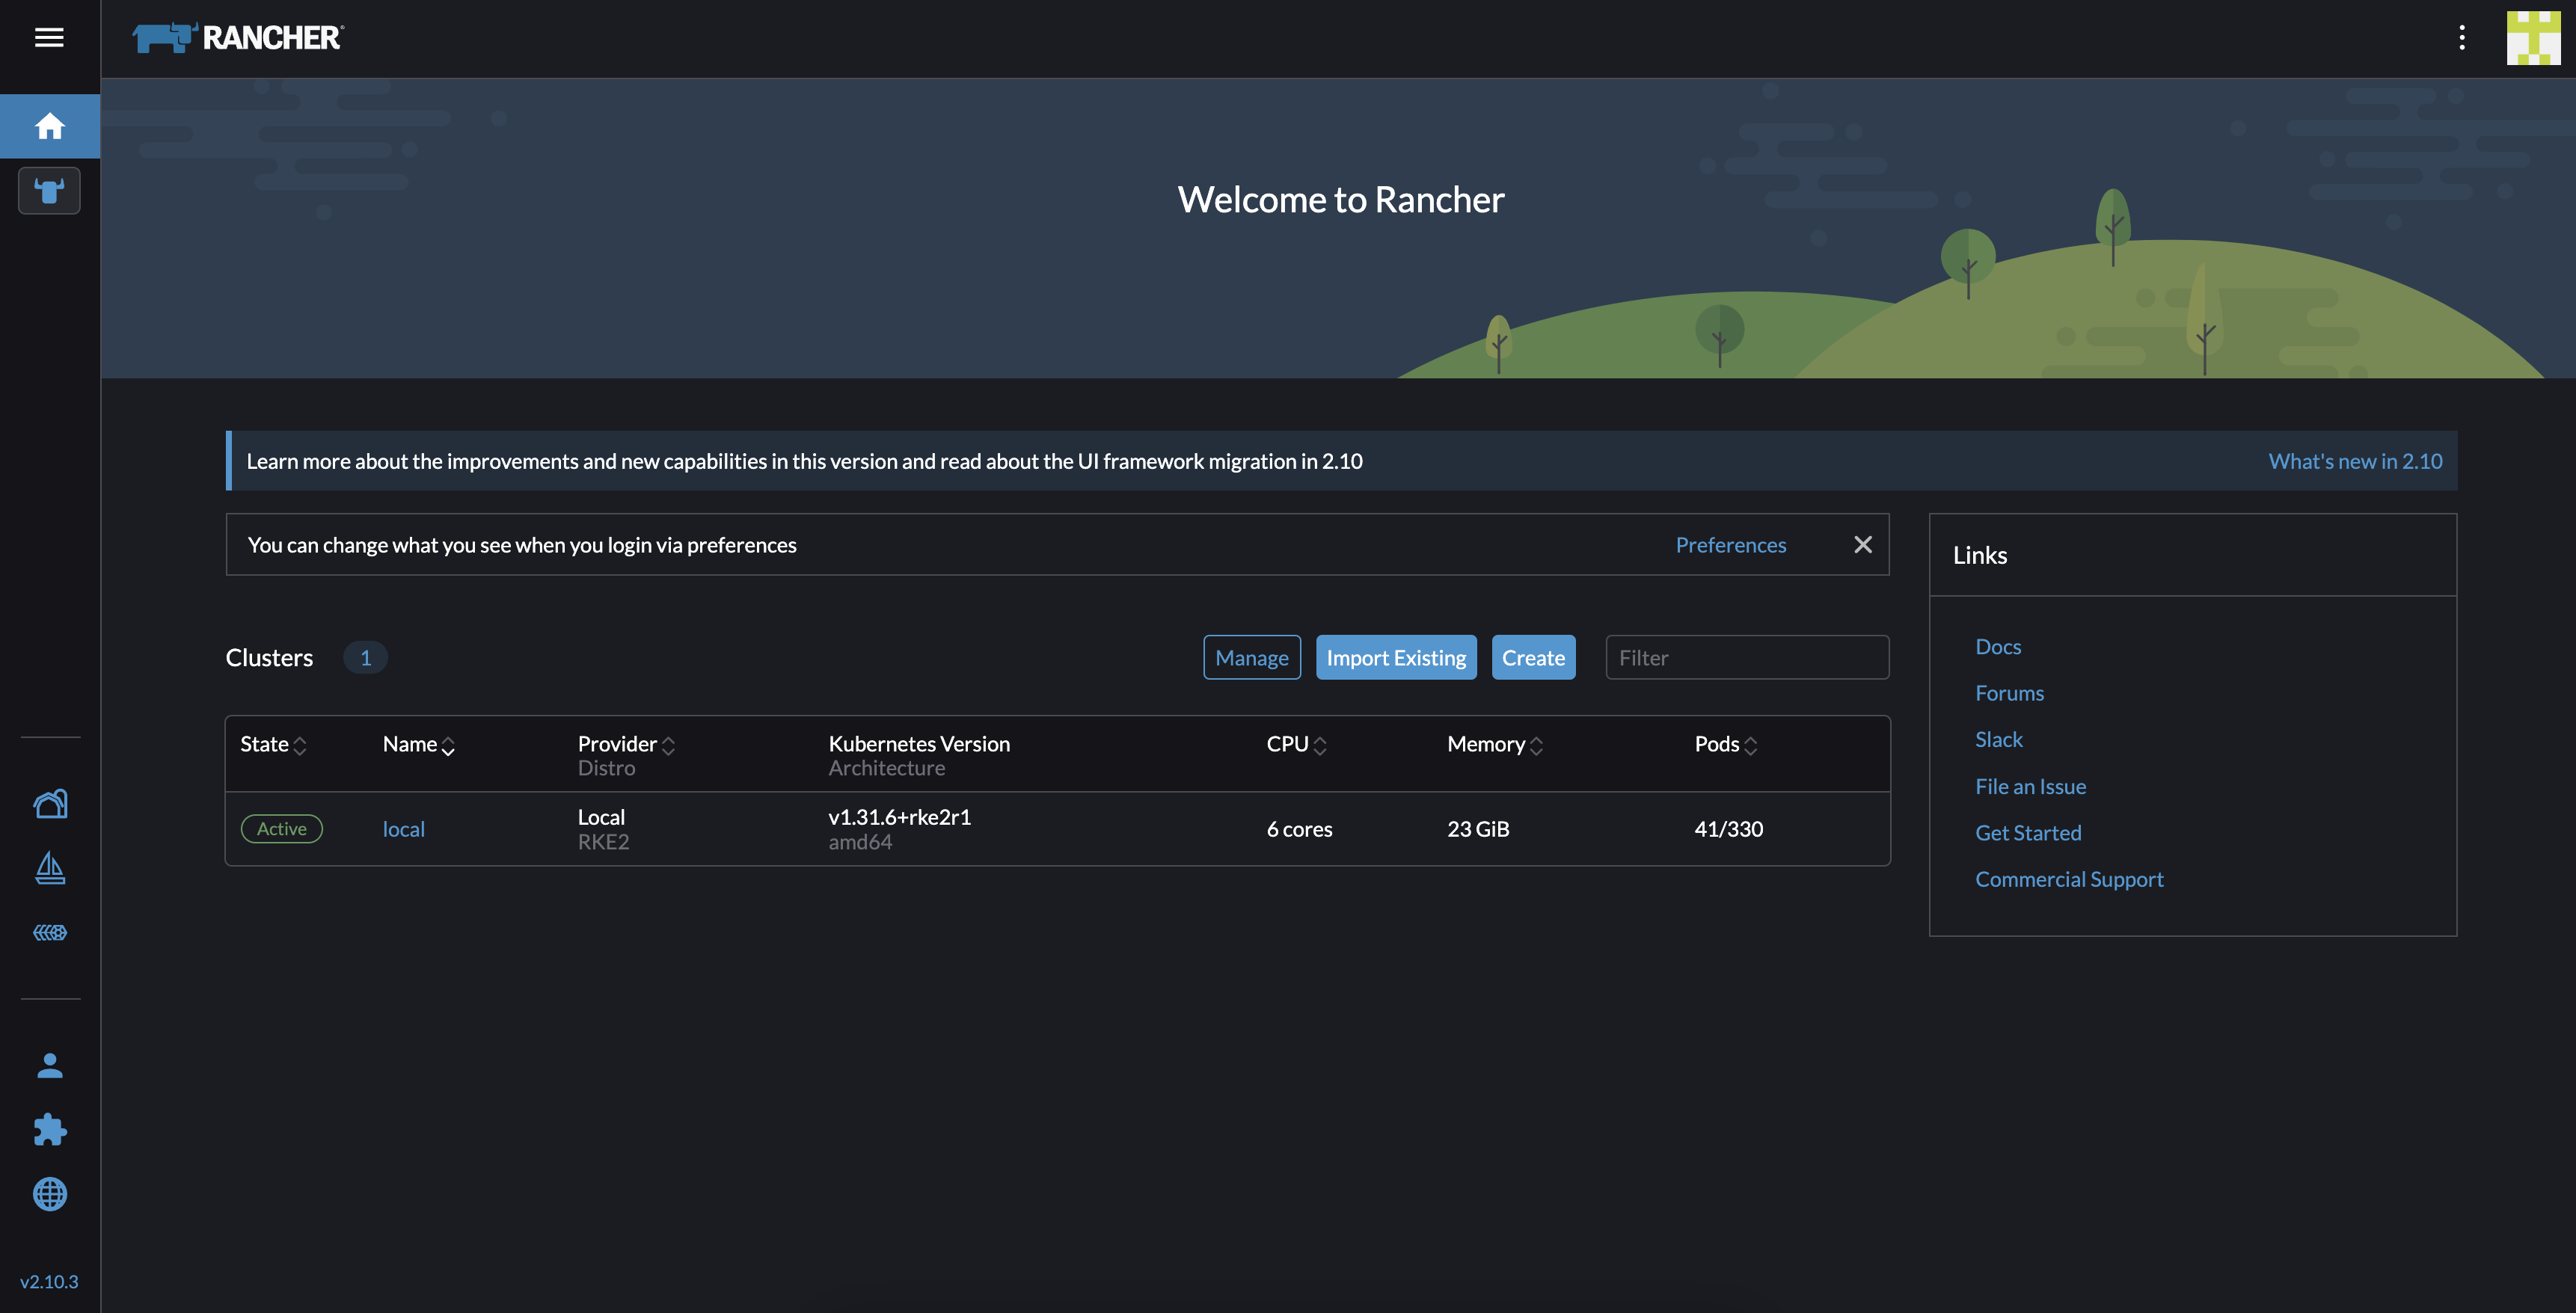 RANCHER
Welcome to Rancher
Learn more about the improvements and new capabilities in this version and read about the UI framework migration in 2.10
What's new in 2.10
You can change what you see when you login via preferences
Preferences
Links
Docs
Forums
Slack
File an Issue
Get Started
Commercial Support
Clusters 1
Manage Import Existing Create Filter
State Name Provider Kubernetes Version CPU Memory Pods
Distro Architecture
Active local Local v1.31.6+rke2r1 6 cores 23 GiB 41/330
RKE2 amd64
v2.10.3